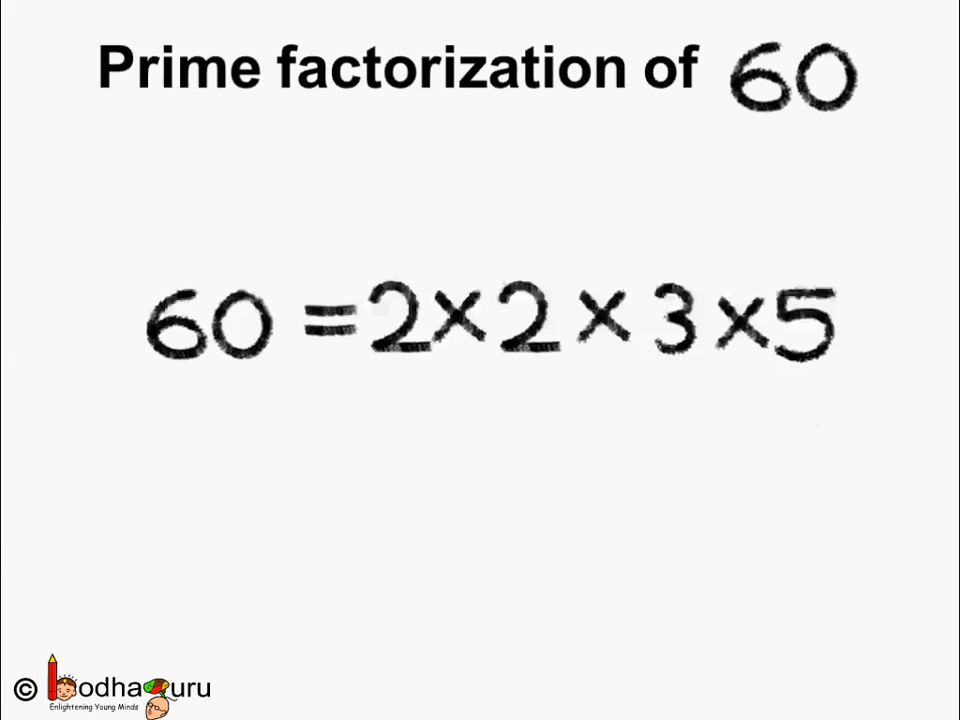 Prime factorization of 60
60 = 2 × 2 × 3 × 5
© bodhaguru
Enlightening Young Minds